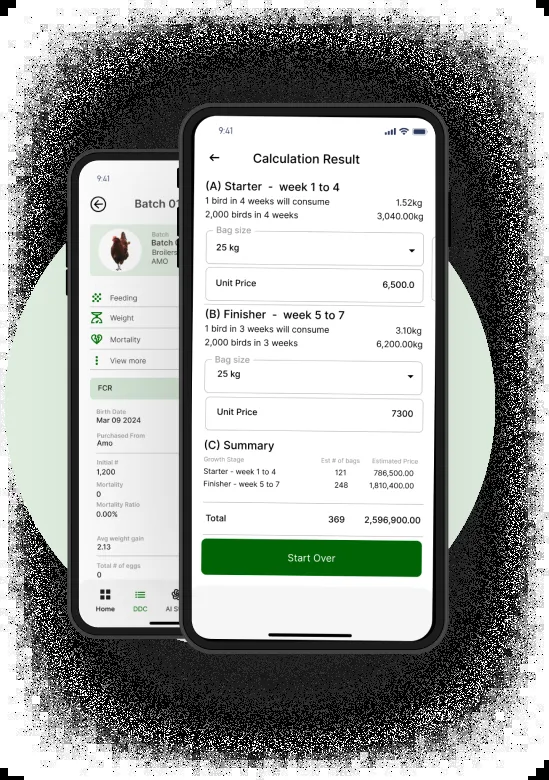 9:41
Batch 01
Batch
Broilers
AMO
Feeding
Weight
Mortality
View more
FCR
Birth Date
Mar 09 2024
Purchased From
Amo
Initial #
1,200
Mortality
0
Mortality Ratio
0.00%
Avg weight gain
2.13
Total # of eggs
0
Home
DDC
9:41
Calculation Result
(A) Starter - week 1 to 4
1 bird in 4 weeks will consume 1.52kg
2,000 birds in 4 weeks 3,040.00kg
Bag size
25 kg
Unit Price 6,500.0
(B) Finisher - week 5 to 7
1 bird in 3 weeks will consume 3.10kg
2,000 birds in 3 weeks 6,200.00kg
Bag size
25 kg
Unit Price 7300
(C) Summary
Growth Stage Est # of bags Estimated Price
Starter - week 1 to 4 121 786,500.00
Finisher - week 5 to 7 248 1,810,400.00
Total 369 2,596,900.00
Start Over